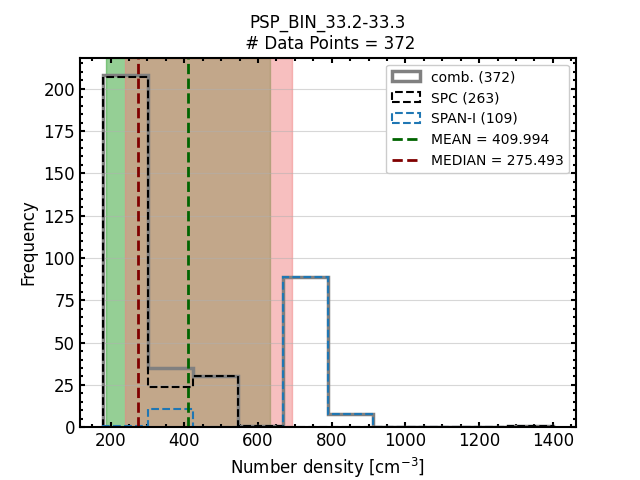 PSP_BIN_33.2-33.3
# Data Points = 372
comb. (372)
SPC (263)
SPAN-I (109)
MEAN = 409.994
MEDIAN = 275.493
Frequency
200
175
150
125
100
75
50
25
0
200 400 600 800 1000 1200 1400
Number density [cm⁻³]